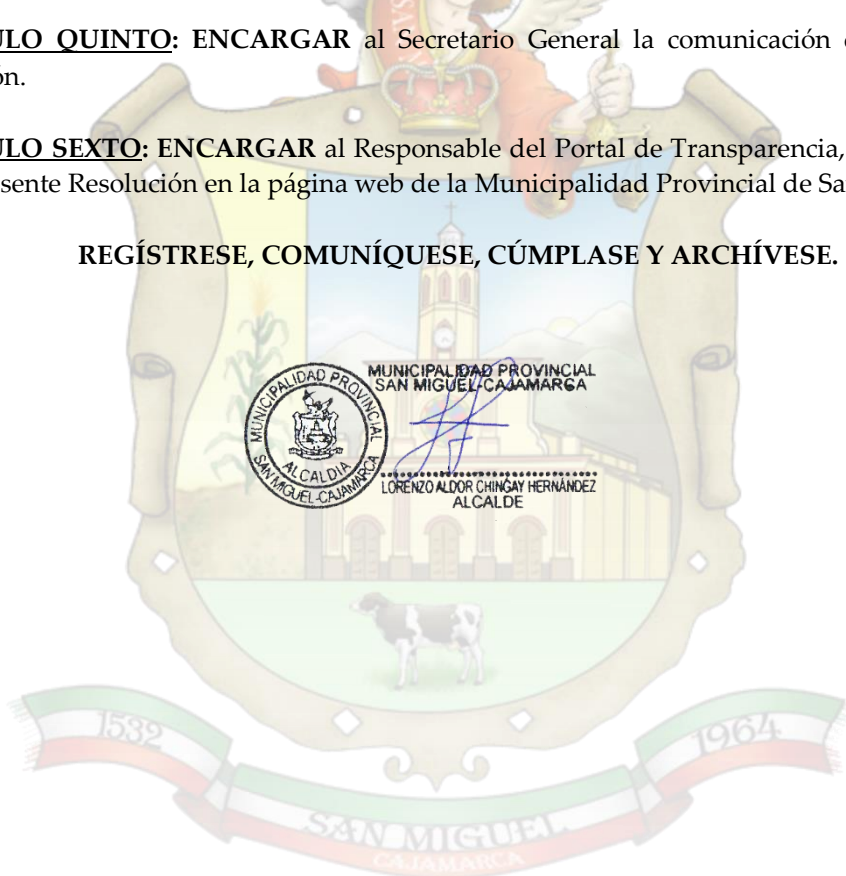 ULO QUINTO: ENCARGAR al Secretario General la comunicación
ón.
ULO SEXTO: ENCARGAR al Responsable del Portal de Transparencia,
sente Resolución en la página web de la Municipalidad Provincial de Sa
REGÍSTRESE, COMUNÍQUESE, CÚMPLASE Y ARCHÍVESE.
MUNICIPALIDAD PROVINCIAL
SAN MIGUEL-CAJAMARCA
MUNICIPALIDAD PROVINCIAL
ALCALDIA
SAN MIGUEL-CAJAMARCA
LORENZO ALDOR CHINGAY HERNÁNDEZ
ALCALDE
SAN
1532
1964
SAN MIGUEL
CAJAMARCA